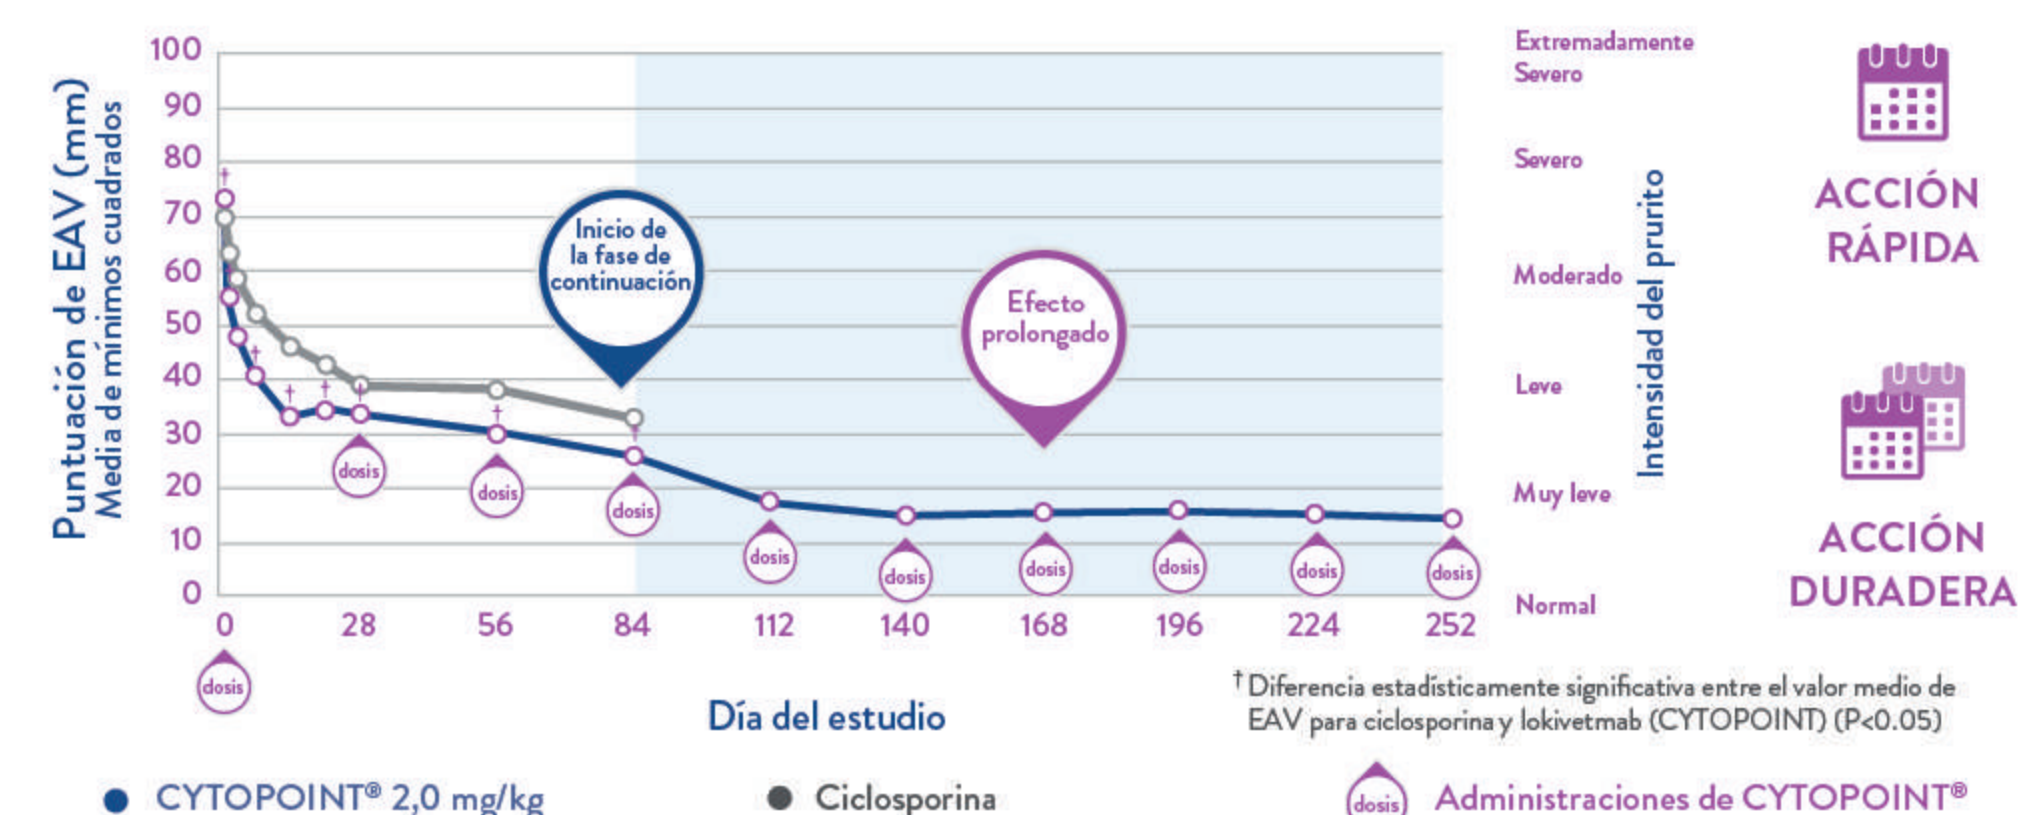 Puntuación de EAV (mm)
Media de mínimos cuadrados
100
90
80
70
60
50
40
30
20
10
0
†
†
†
†
†
†
†
Inicio de
la fase de
continuación
Efecto
prolongado
dosis
dosis
dosis
dosis
dosis
dosis
dosis
dosis
dosis
0
28
56
84
112
140
168
196
224
252
dosis
Día del estudio
Extremadamente
Severo
Severo
Moderado
Leve
Muy leve
Normal
Intensidad del prurito
ACCIÓN
RÁPIDA
ACCIÓN
DURADERA
† Diferencia estadísticamente significativa entre el valor medio de
EAV para ciclosporina y lokivetmab (CYTOPOINT) (P<0.05)
CYTOPOINT® 2,0 mg/kg
Ciclosporina
dosis
Administraciones de CYTOPOINT®